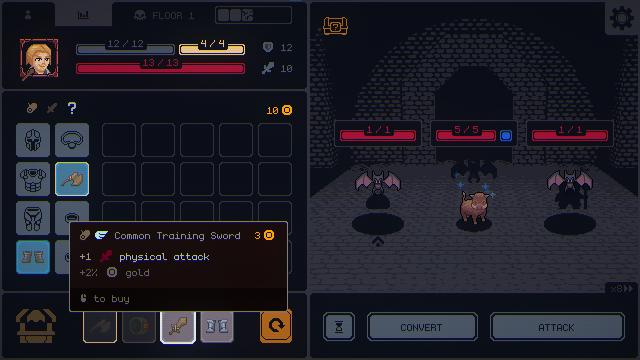 FLOOR 1
12/12
4/4
12
13/13
10
?
10
1/1
5/5
1/1
Common Training Sword 3
+1 physical attack
+2% gold
to buy
x8
CONVERT
ATTACK